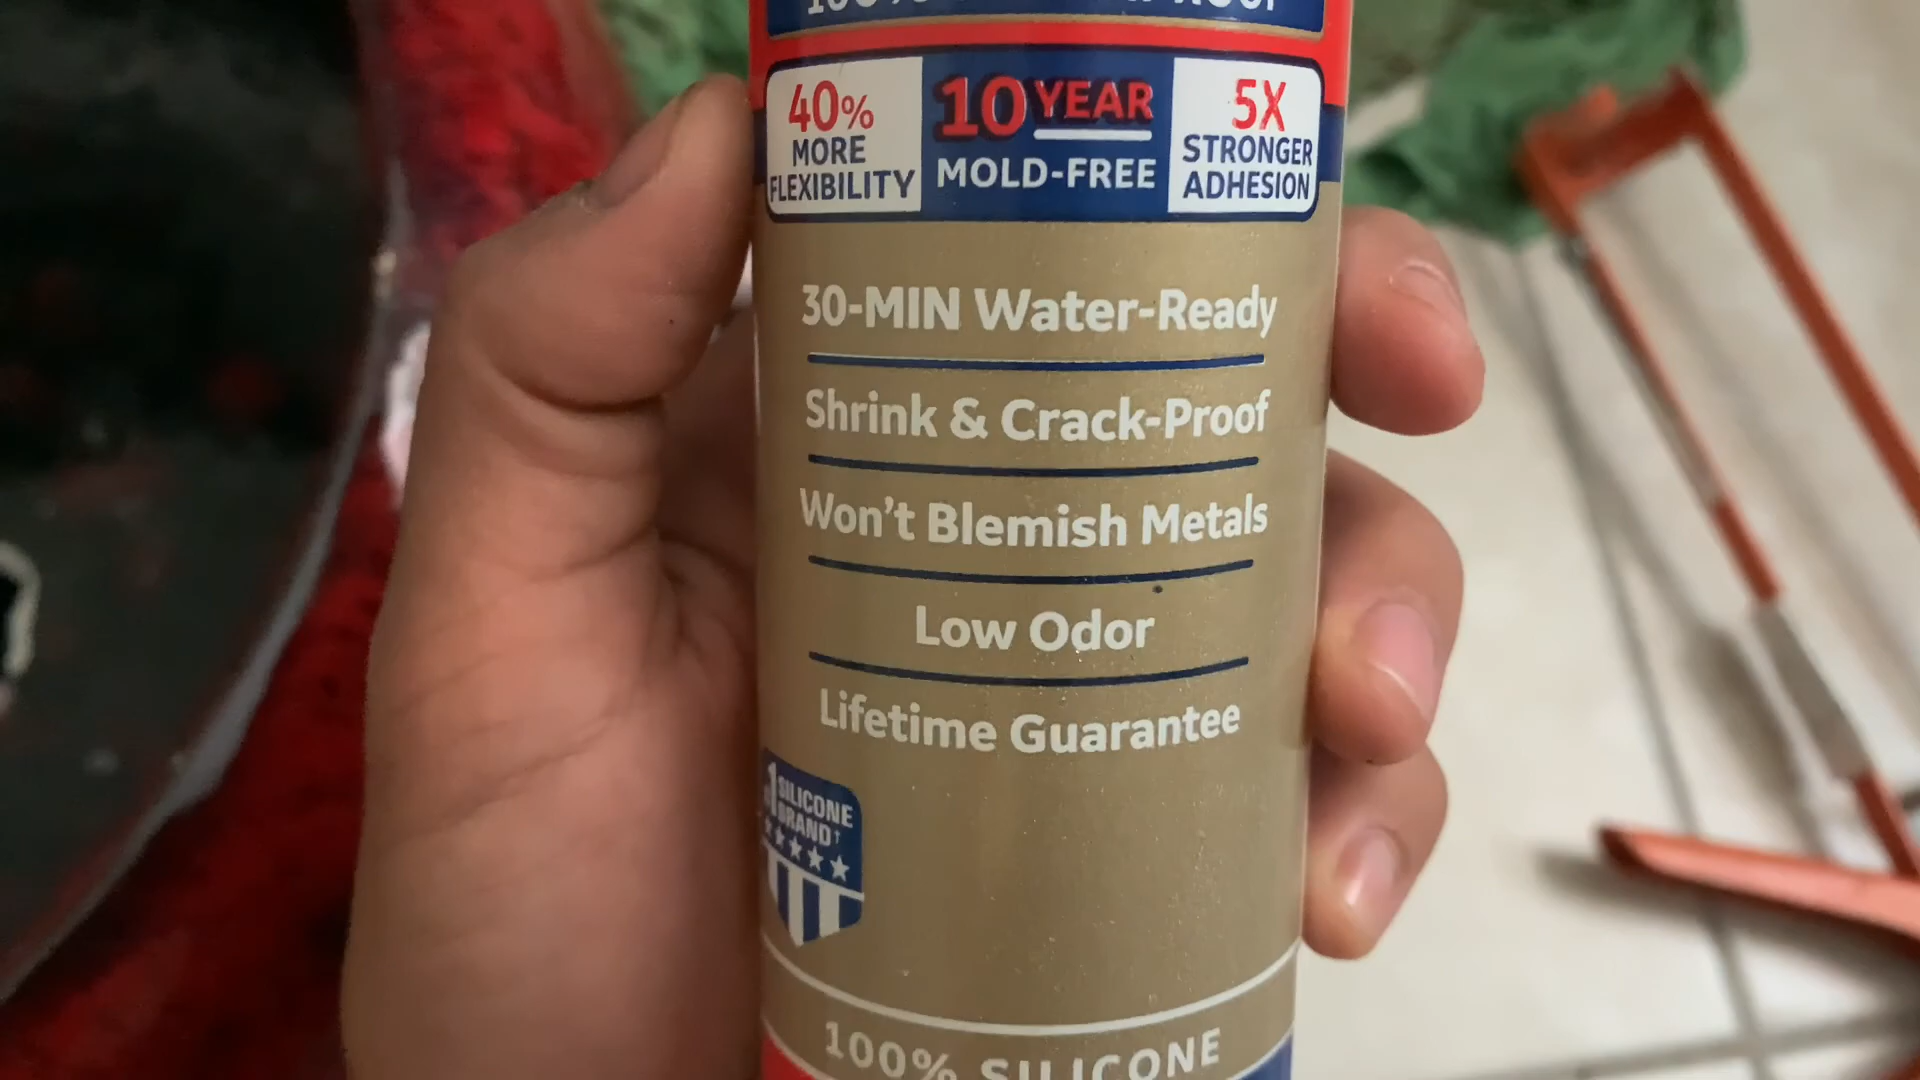 40% MORE FLEXIBILITY
10 YEAR MOLD-FREE
5X STRONGER ADHESION
30-MIN Water-Ready
Shrink & Crack-Proof
Won't Blemish Metals
Low Odor
Lifetime Guarantee
1 SILICONE
BRAND†
100% SILICONE